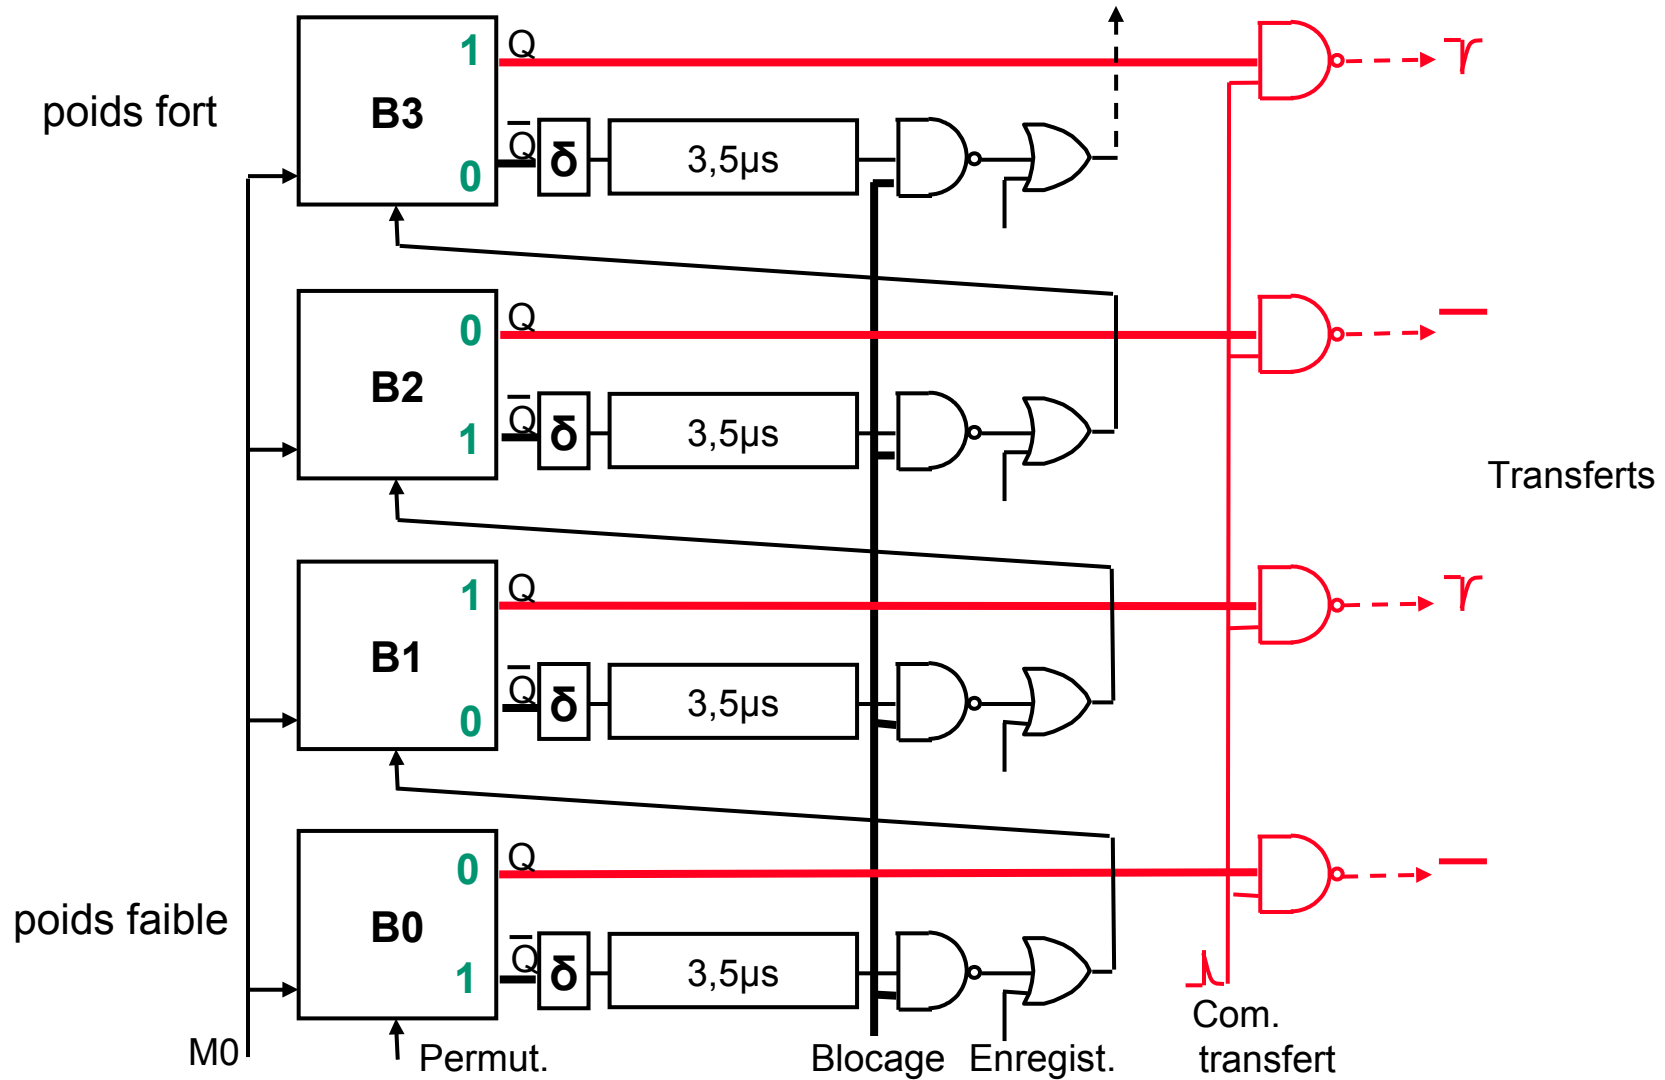 1 Q
poids fort
B3
Q
0
δ
3,5µs
0 Q
B2
Q
1
δ
3,5µs
Transferts
1 Q
B1
Q
0
δ
3,5µs
0 Q
poids faible
B0
Q
1
δ
3,5µs
M0
Permut.
Blocage
Enregist.
Com.
transfert